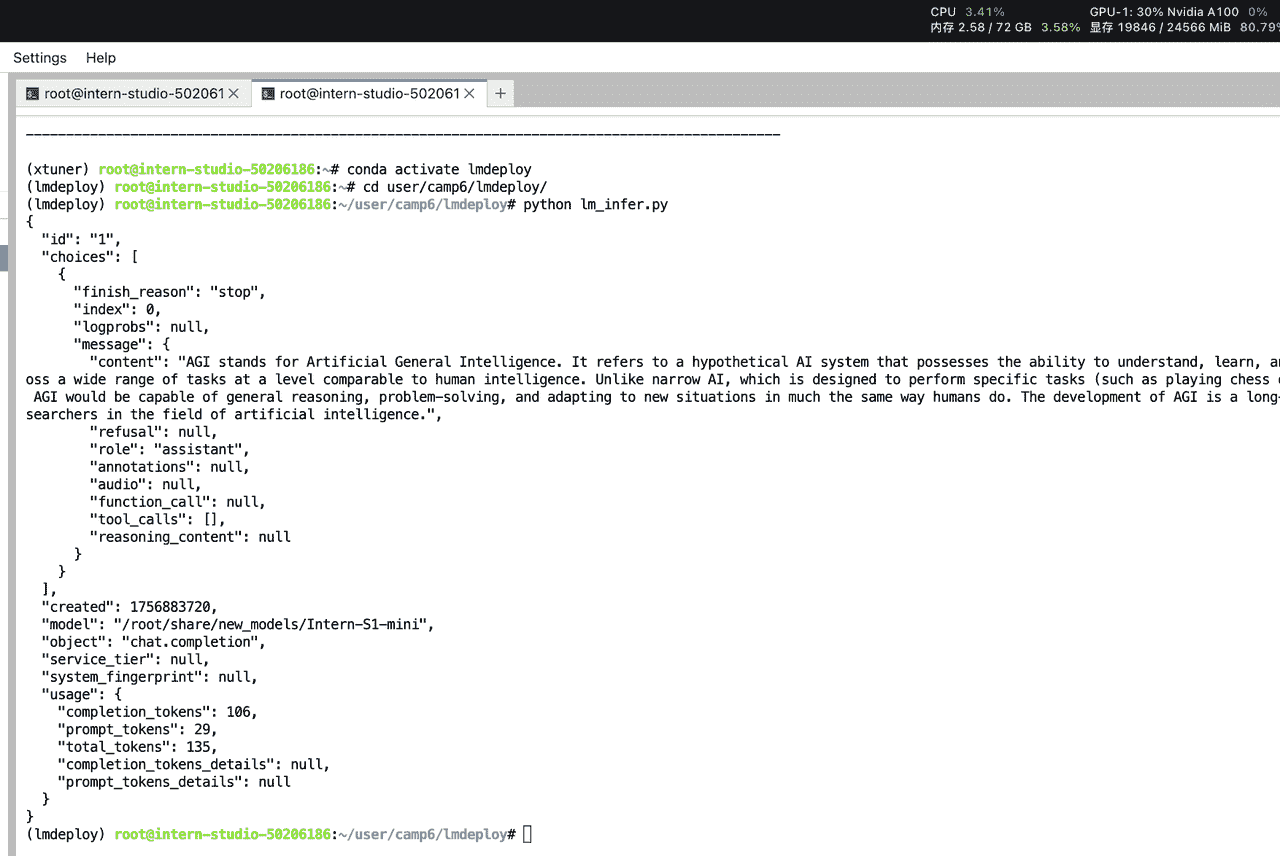 CPU 3.41% GPU-1: 30% Nvidia A100 0%
内存 2.58 / 72 GB 3.58% 显存 19846 / 24566 MiB 80.79%
Settings Help
root@intern-studio-502061 root@intern-studio-502061 +
(xtuner) root@intern-studio-50206186:~# conda activate lmdeploy
(lmdeploy) root@intern-studio-50206186:~# cd user/camp6/lmdeploy/
(lmdeploy) root@intern-studio-50206186:~/user/camp6/lmdeploy# python lm_infer.py
{
  "id": "1",
  "choices": [
    {
      "finish_reason": "stop",
      "index": 0,
      "logprobs": null,
      "message": {
        "content": "AGI stands for Artificial General Intelligence. It refers to a hypothetical AI system that possesses the ability to understand, learn,
oss a wide range of tasks at a level comparable to human intelligence. Unlike narrow AI, which is designed to perform specific tasks (such as playing chess
 AGI would be capable of general reasoning, problem-solving, and adapting to new situations in much the same way humans do. The development of AGI is a long-
searchers in the field of artificial intelligence.",
        "refusal": null,
        "role": "assistant",
        "annotations": null,
        "audio": null,
        "function_call": null,
        "tool_calls": [],
        "reasoning_content": null
      }
    }
  ],
  "created": 1756883720,
  "model": "/root/share/new_models/Intern-S1-mini",
  "object": "chat.completion",
  "service_tier": null,
  "system_fingerprint": null,
  "usage": {
    "completion_tokens": 106,
    "prompt_tokens": 29,
    "total_tokens": 135,
    "completion_tokens_details": null,
    "prompt_tokens_details": null
  }
}
(lmdeploy) root@intern-studio-50206186:~/user/camp6/lmdeploy#